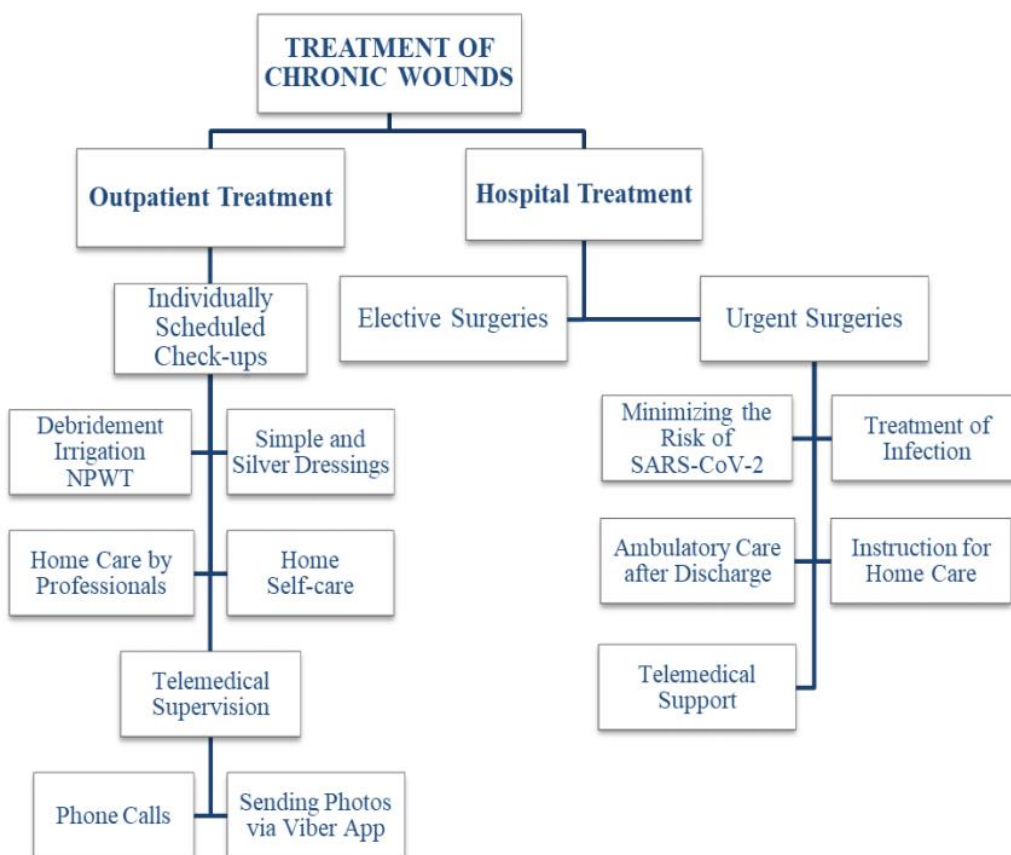 TREATMENT OF
CHRONIC WOUNDS
Outpatient Treatment
Hospital Treatment
Individually
Scheduled
Check-ups
Elective Surgeries
Urgent Surgeries
Debridement
Irrigation
NPWT
Simple and
Silver Dressings
Minimizing the
Risk of
SARS-CoV-2
Treatment of
Infection
Home Care by
Professionals
Home
Self-care
Ambulatory Care
after Discharge
Instruction for
Home Care
Telemedical
Supervision
Telemedical
Support
Phone Calls
Sending Photos
via Viber App